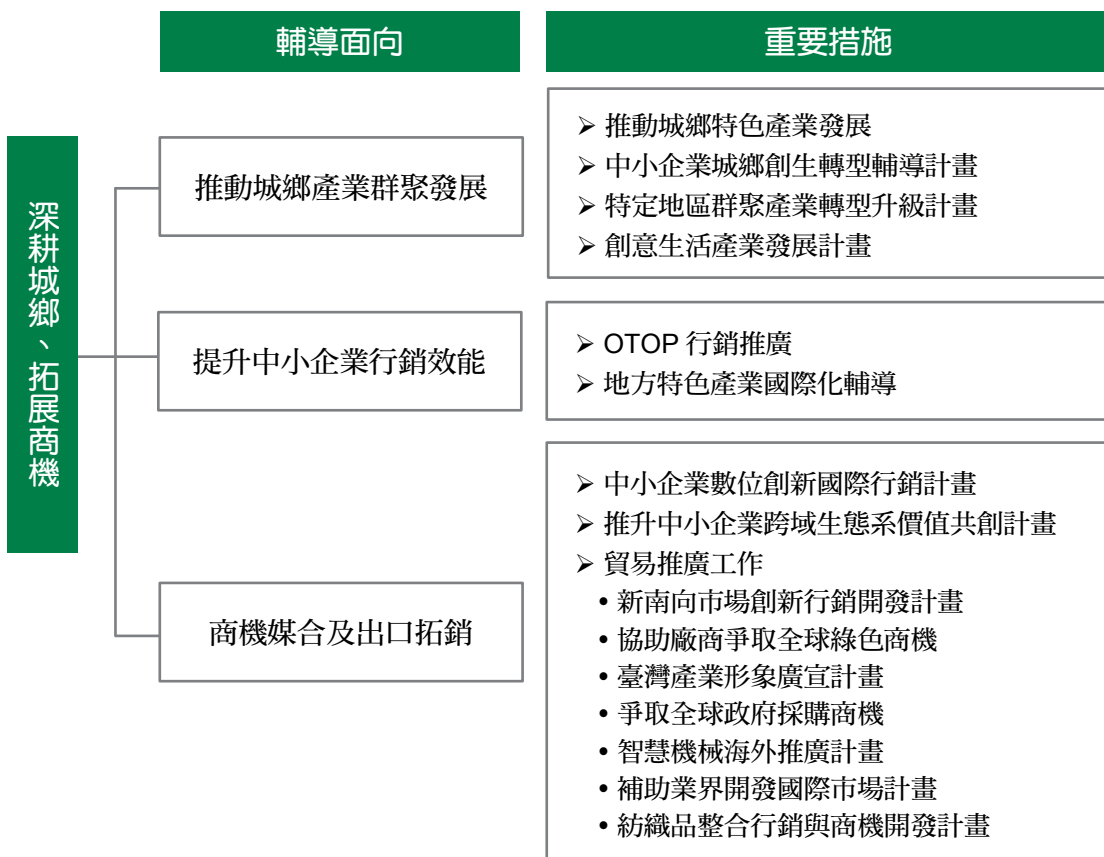 輔導面向
重要措施
深耕城鄉、拓展商機
推動城鄉產業群聚發展
➢ 推動城鄉特色產業發展
➢ 中小企業城鄉創生轉型輔導計畫
➢ 特定地區群聚產業轉型升級計畫
➢ 創意生活產業發展計畫
提升中小企業行銷效能
➢ OTOP 行銷推廣
➢ 地方特色產業國際化輔導
商機媒合及出口拓銷
➢ 中小企業數位創新國際行銷計畫
➢ 推升中小企業跨域生態系價值共創計畫
➢ 貿易推廣工作
• 新南向市場創新行銷開發計畫
• 協助廠商爭取全球綠色商機
• 臺灣產業形象廣宣計畫
• 爭取全球政府採購商機
• 智慧機械海外推廣計畫
• 補助業界開發國際市場計畫
• 紡織品整合行銷與商機開發計畫